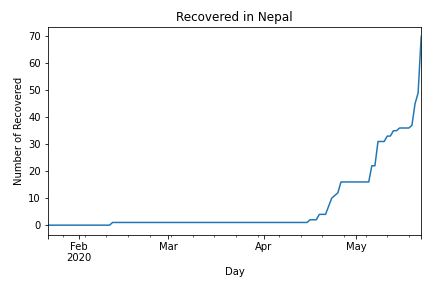 Recovered in Nepal
Number of Recovered
70
60
50
40
30
20
10
0
Feb
2020
Mar
Apr
May
Day